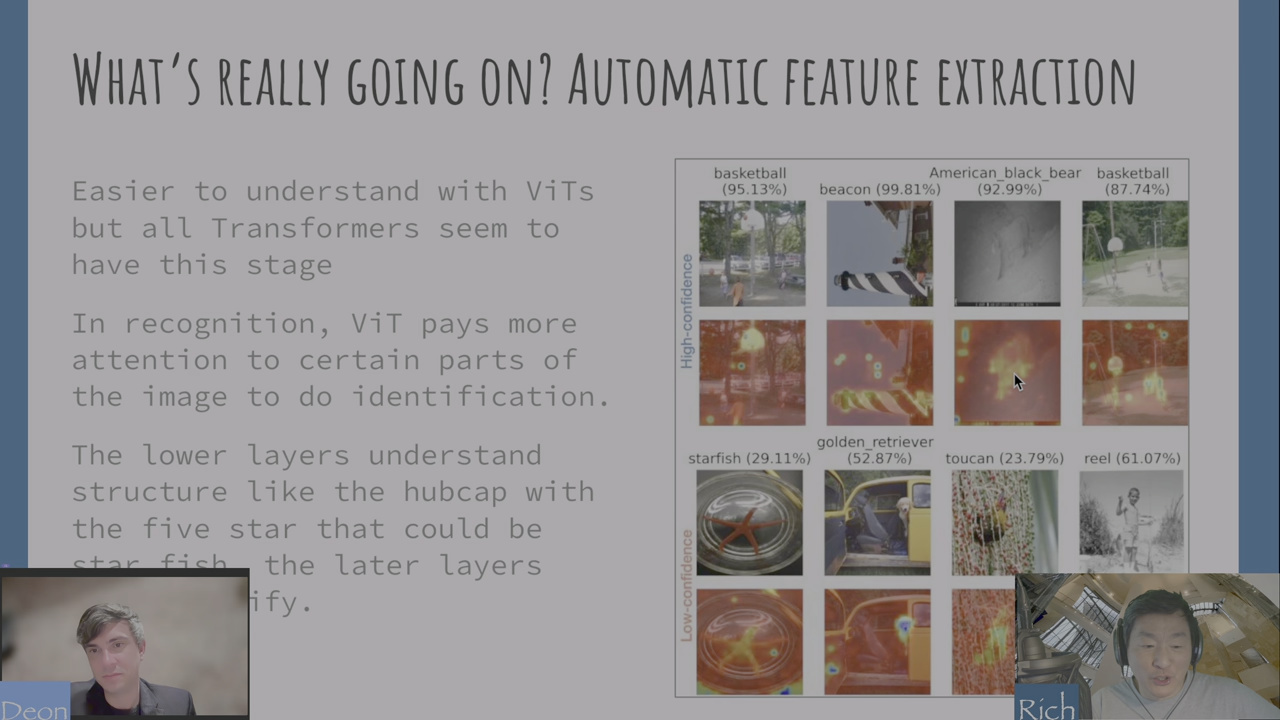 WHAT'S REALLY GOING ON? AUTOMATIC FEATURE EXTRACTION
Easier to understand with ViTs
but all Transformers seem to
have this stage
In recognition, ViT pays more
attention to certain parts of
the image to do identification.
The lower layers understand
structure like the hubcap with
the five star that could be
star fish, the later layers
ify.
basketball
(95.13%)
beacon (99.81%)
American_black_bear
(92.99%)
basketball
(87.74%)
High-confidence
starfish (29.11%)
golden_retriever
(52.87%)
toucan (23.79%)
reel (61.07%)
Low-confidence
Deon
Rich